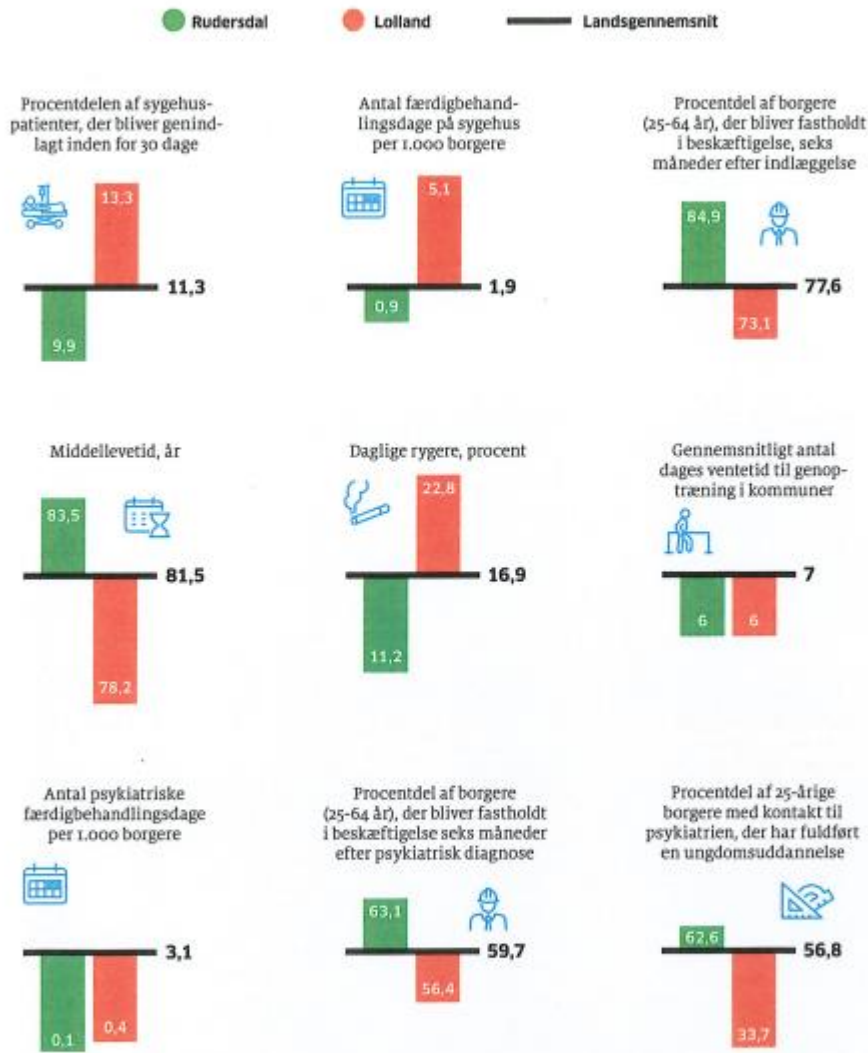 Rudersdal
Lolland
Landsgennemsnit
Procentdelen af sygehus-
patienter, der bliver genind-
lagt inden for 30 dage
13,3
11,3
9,9
Antal færdigbehand-
lingsdage på sygehus
per 1.000 borgere
5,1
1,9
0,9
Procentdel af borgere
(25-64 år), der bliver fastholdt
i beskæftigelse, seks
måneder efter indlæggelse
84,9
77,6
73,1
Middellevetid, år
83,5
81,5
78,2
Daglige rygere, procent
22,8
16,9
11,2
Gennemsnitligt antal
dages ventetid til genop-
træning i kommuner
7
6
6
Antal psykiatriske
færdigbehandlingsdage
per 1.000 borgere
3,1
0,1
0,4
Procentdel af borgere
(25-64 år), der bliver fastholdt
i beskæftigelse seks måneder
efter psykiatrisk diagnose
63,1
59,7
56,4
Procentdel af 25-årige
borgere med kontakt til
psykiatrien, der har fuldført
en ungdomsuddannelse
62,6
56,8
33,7